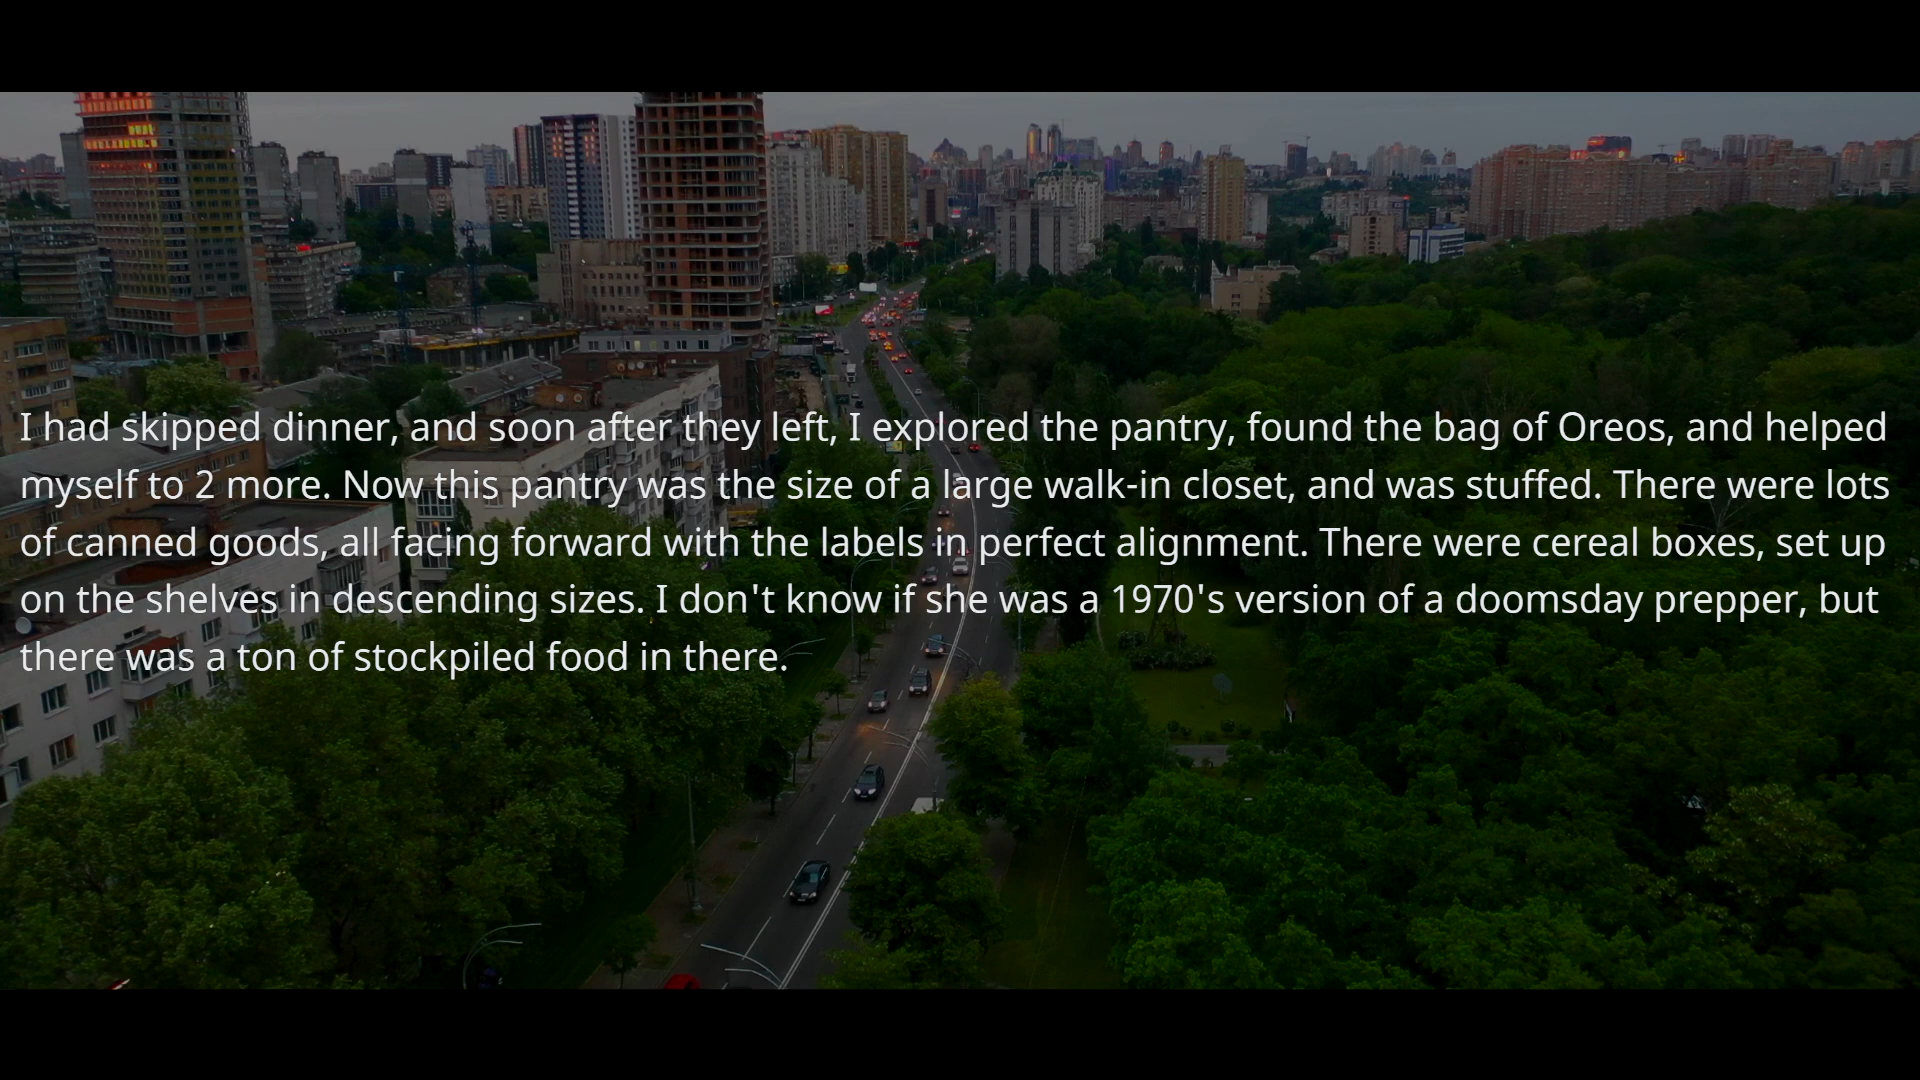 I had skipped dinner, and soon after they left, I explored the pantry, found the bag of Oreos, and helped
myself to 2 more. Now this pantry was the size of a large walk-in closet, and was stuffed. There were lots
of canned goods, all facing forward with the labels in perfect alignment. There were cereal boxes, set up
on the shelves in descending sizes. I don't know if she was a 1970's version of a doomsday prepper, but
there was a ton of stockpiled food in there.